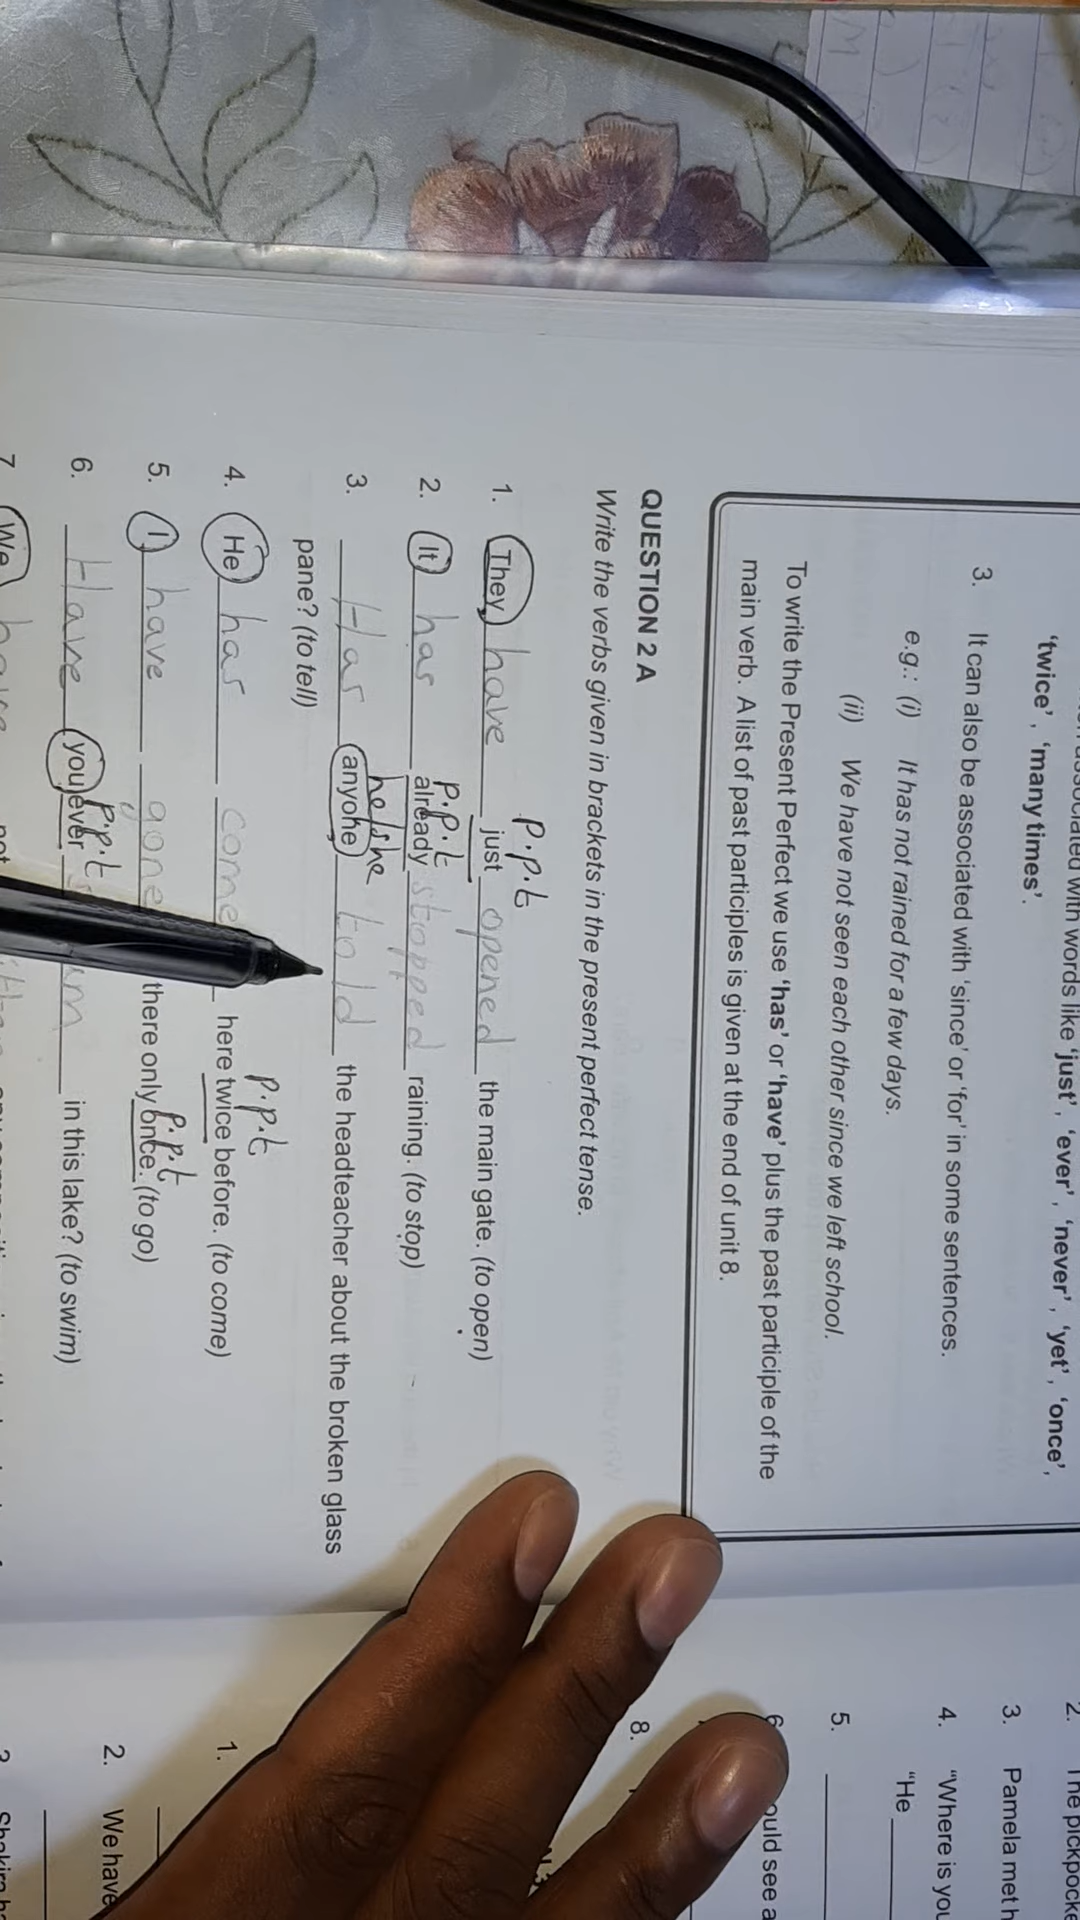 'twice', 'many times'.
3. It can also be associated with 'since' or 'for' in some sentences.
e.g.: (i) It has not rained for a few days.
(ii) We have not seen each other since we left school.
To write the Present Perfect we use 'has' or 'have' plus the past participle of the
main verb. A list of past participles is given at the end of unit 8.
QUESTION 2 A
Write the verbs given in brackets in the present perfect tense.
p.p.t
1. They have just opened the main gate. (to open)
p.p.t
2. It has already stopped raining. (to stop)
he/she
3. Has anyone told the headteacher about the broken glass
pane? (to tell)
p.p.t
4. He has come here twice before. (to come)
p.p.t
5. I have gone there only once. (to go)
p.p.t
6. Have you ever in this lake? (to swim)
7. We have not
2. The
3. Pamela met
4. "Where is you
"He
5.
6. ould see a
8.
1.
2. We have